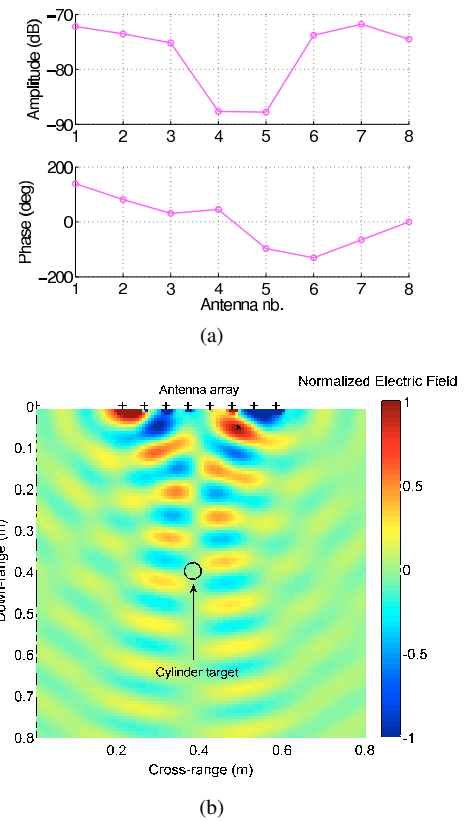 −70
−80
−90
Amplitude (dB)
1 2 3 4 5 6 7 8
200
0
−200
Phase (deg)
1 2 3 4 5 6 7 8
Antenna nb.
(a)
Normalized Electric Field
Antenna array
0
0.1
0.2
0.3
0.4
0.5
0.6
0.7
0.8
Down-range (m)
Cylinder target
0.2 0.4 0.6 0.8
Cross-range (m)
1
0.5
0
-0.5
-1
(b)